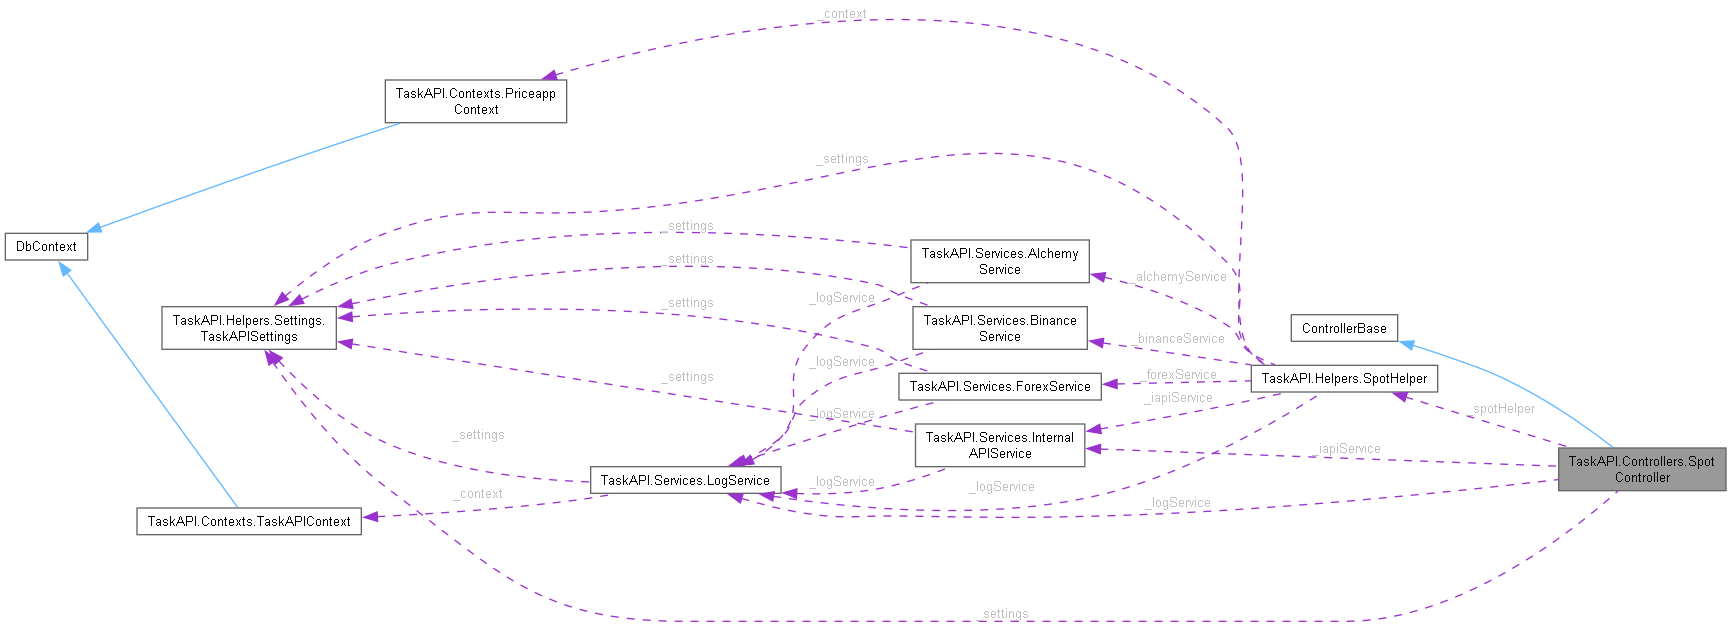 _context
TaskAPI.Contexts.Priceapp
Context
_settings
_settings
DbContext
TaskAPI.Services.Alchemy
Service
_settings
_alchemyService
_logService
_settings
TaskAPI.Helpers.Settings.
TaskAPISettings
TaskAPI.Services.Binance
Service
ControllerBase
_binanceService
_logService
_settings
_forexService
TaskAPI.Helpers.SpotHelper
TaskAPI.Services.ForexService
_iapiService
_logService
_spotHelper
_settings
TaskAPI.Services.Internal
APIService
_iapiService
TaskAPI.Controllers.Spot
Controller
TaskAPI.Services.LogService
_logService
_logService
_context
_logService
TaskAPI.Contexts.TaskAPIContext
_settings